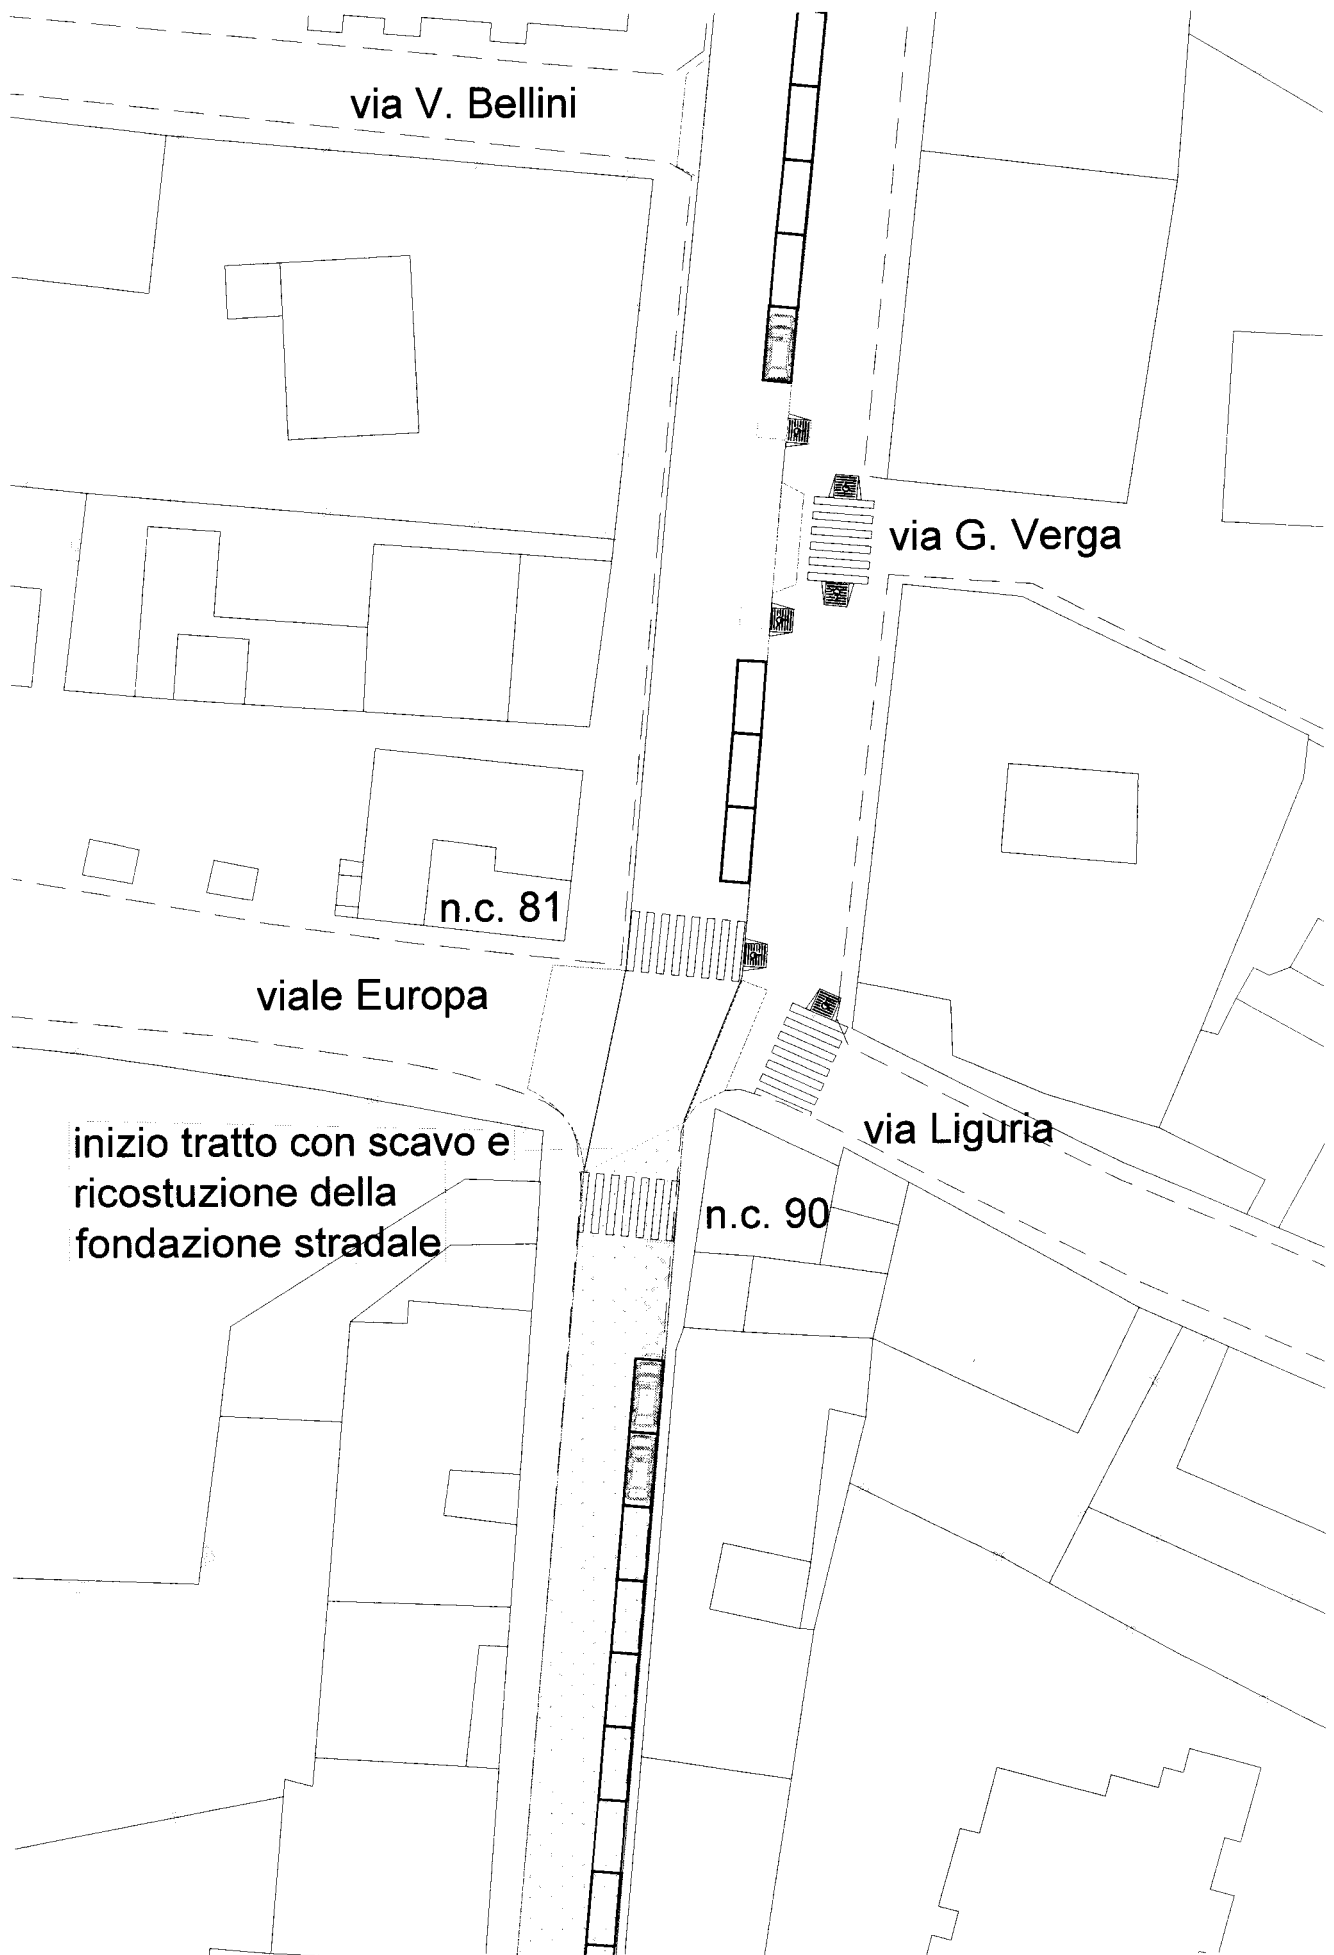 via V. Bellini
via G. Verga
n.c. 81
viale Europa
via Liguria
inizio tratto con scavo e
ricostuzione della
fondazione stradale
n.c. 90